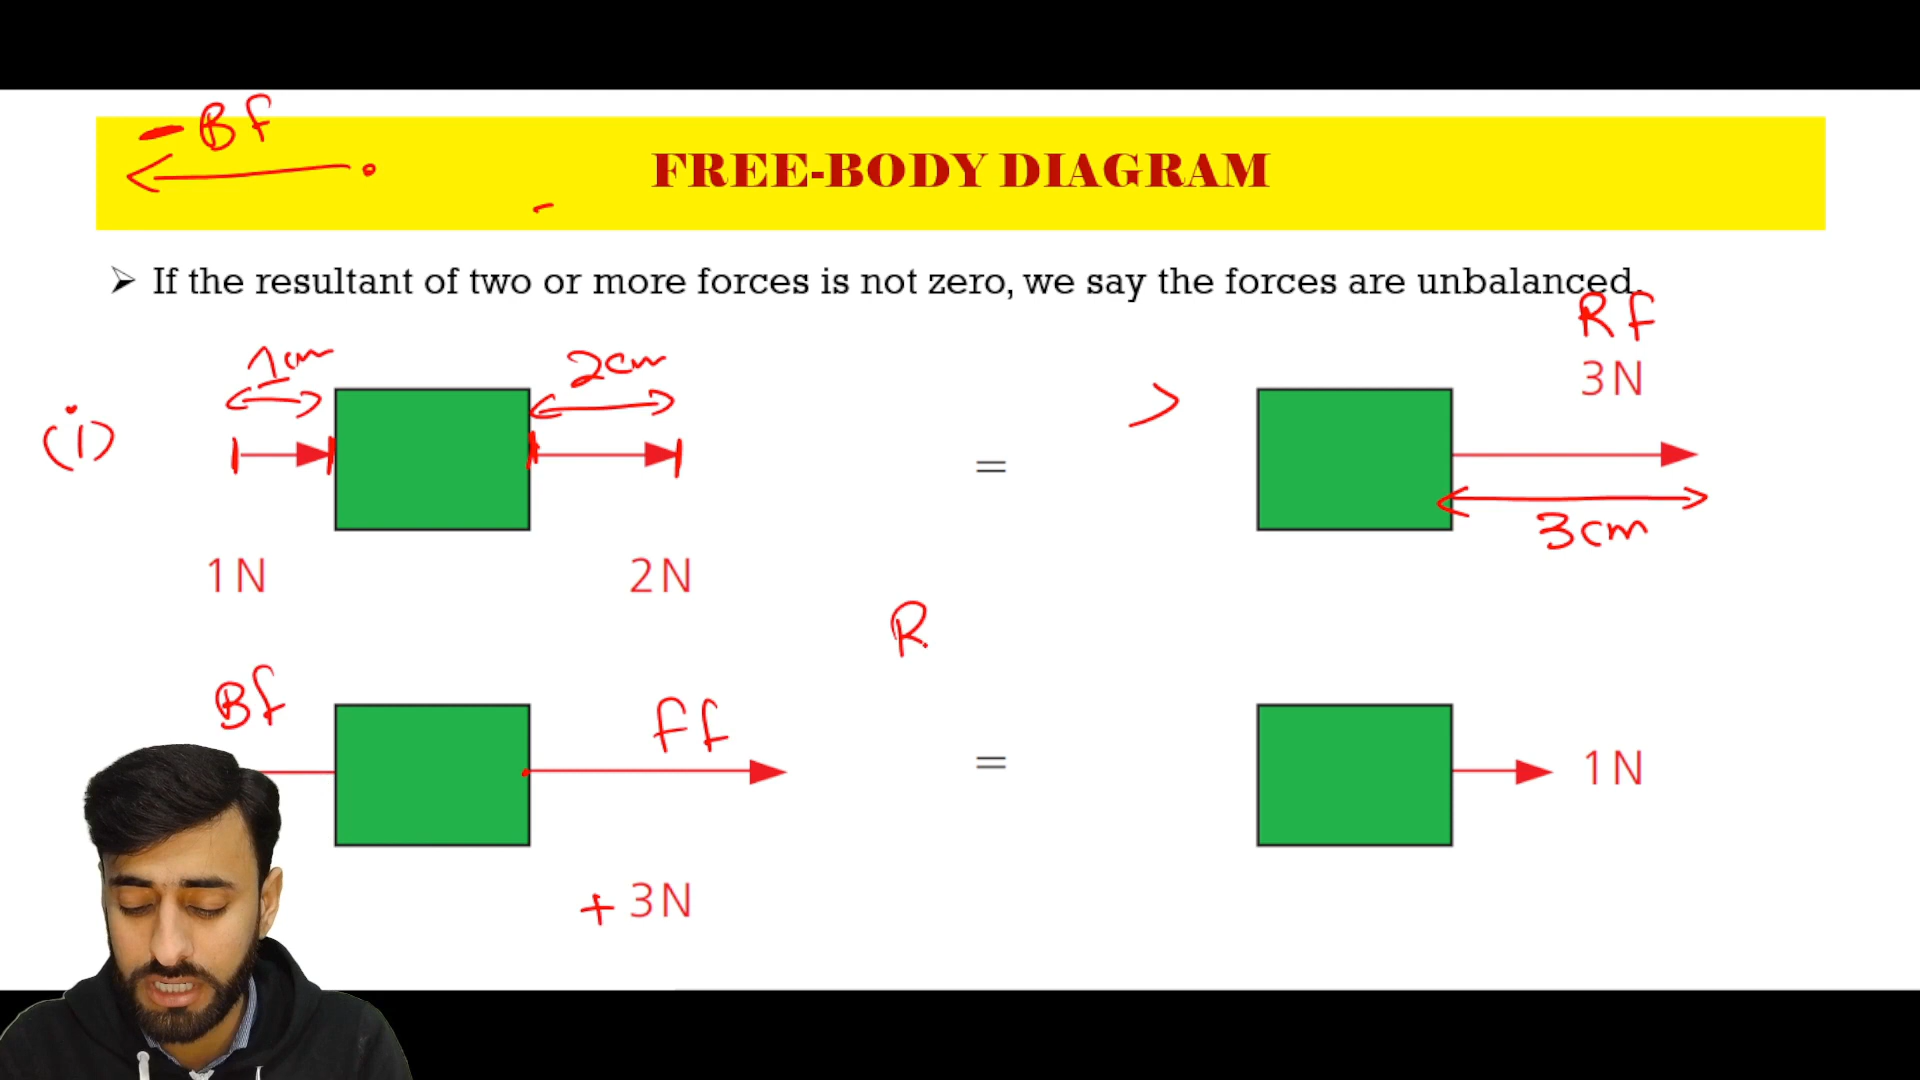 - Bf
FREE-BODY DIAGRAM
➢ If the resultant of two or more forces is not zero, we say the forces are unbalanced.
Rf
1cm
2cm
3N
(i)
=
3cm
1N
2N
R
Bf
Ff
=
1N
+ 3N